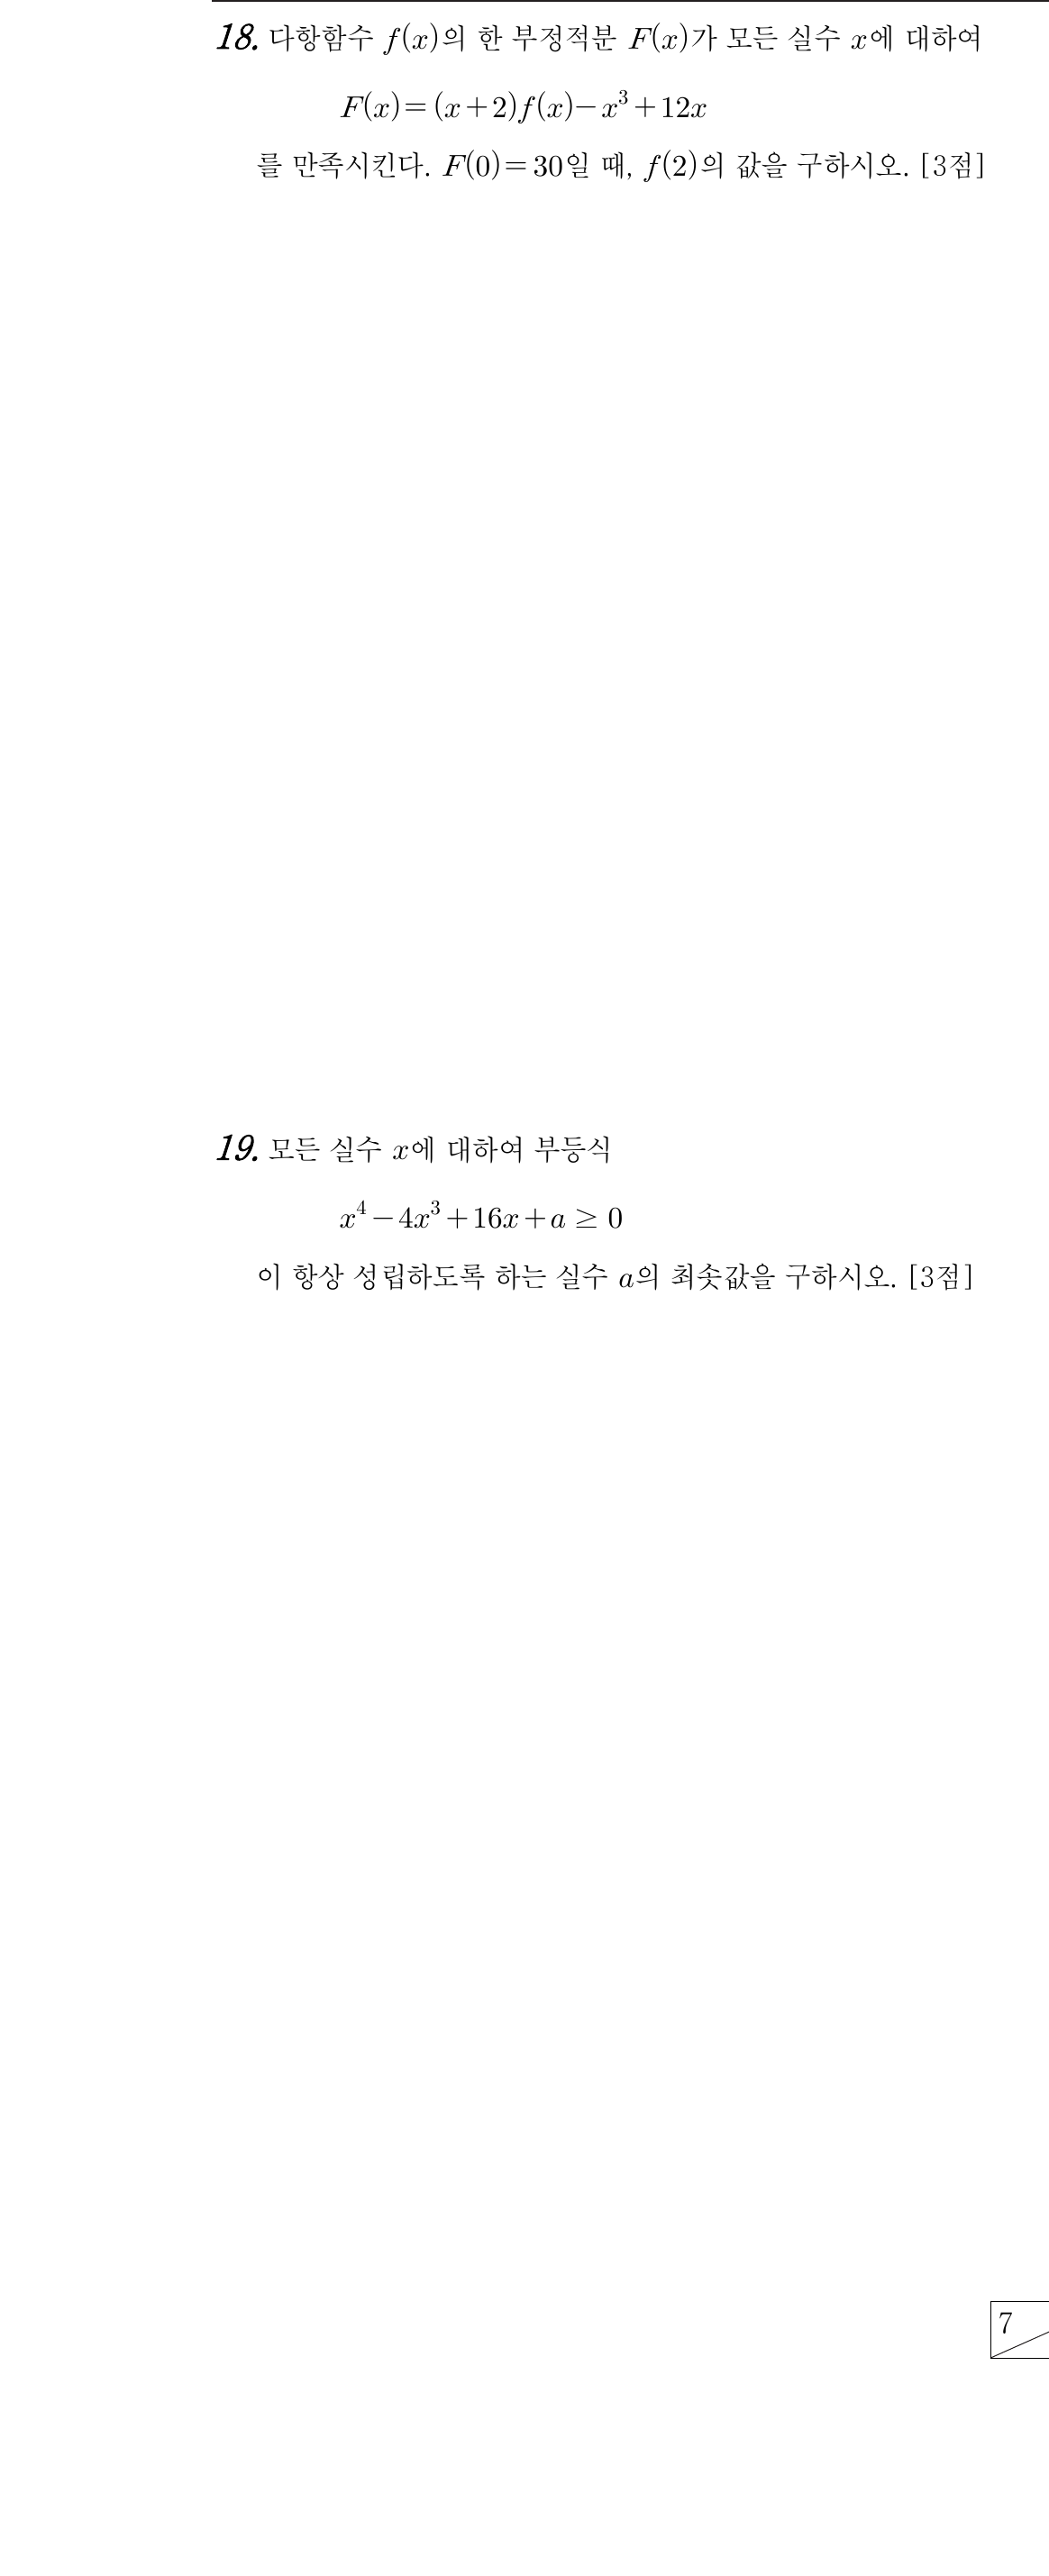 18. 다항함수 f(x)의 한 부정적분 F(x)가 모든 실수 x에 대하여
F(x)=(x+2)f(x)-x³+12x
를 만족시킨다. F(0)=30일 때, f(2)의 값을 구하시오. [3점]
19. 모든 실수 x에 대하여 부등식
x⁴-4x³+16x+a ≥ 0
이 항상 성립하도록 하는 실수 a의 최솟값을 구하시오. [3점]
7